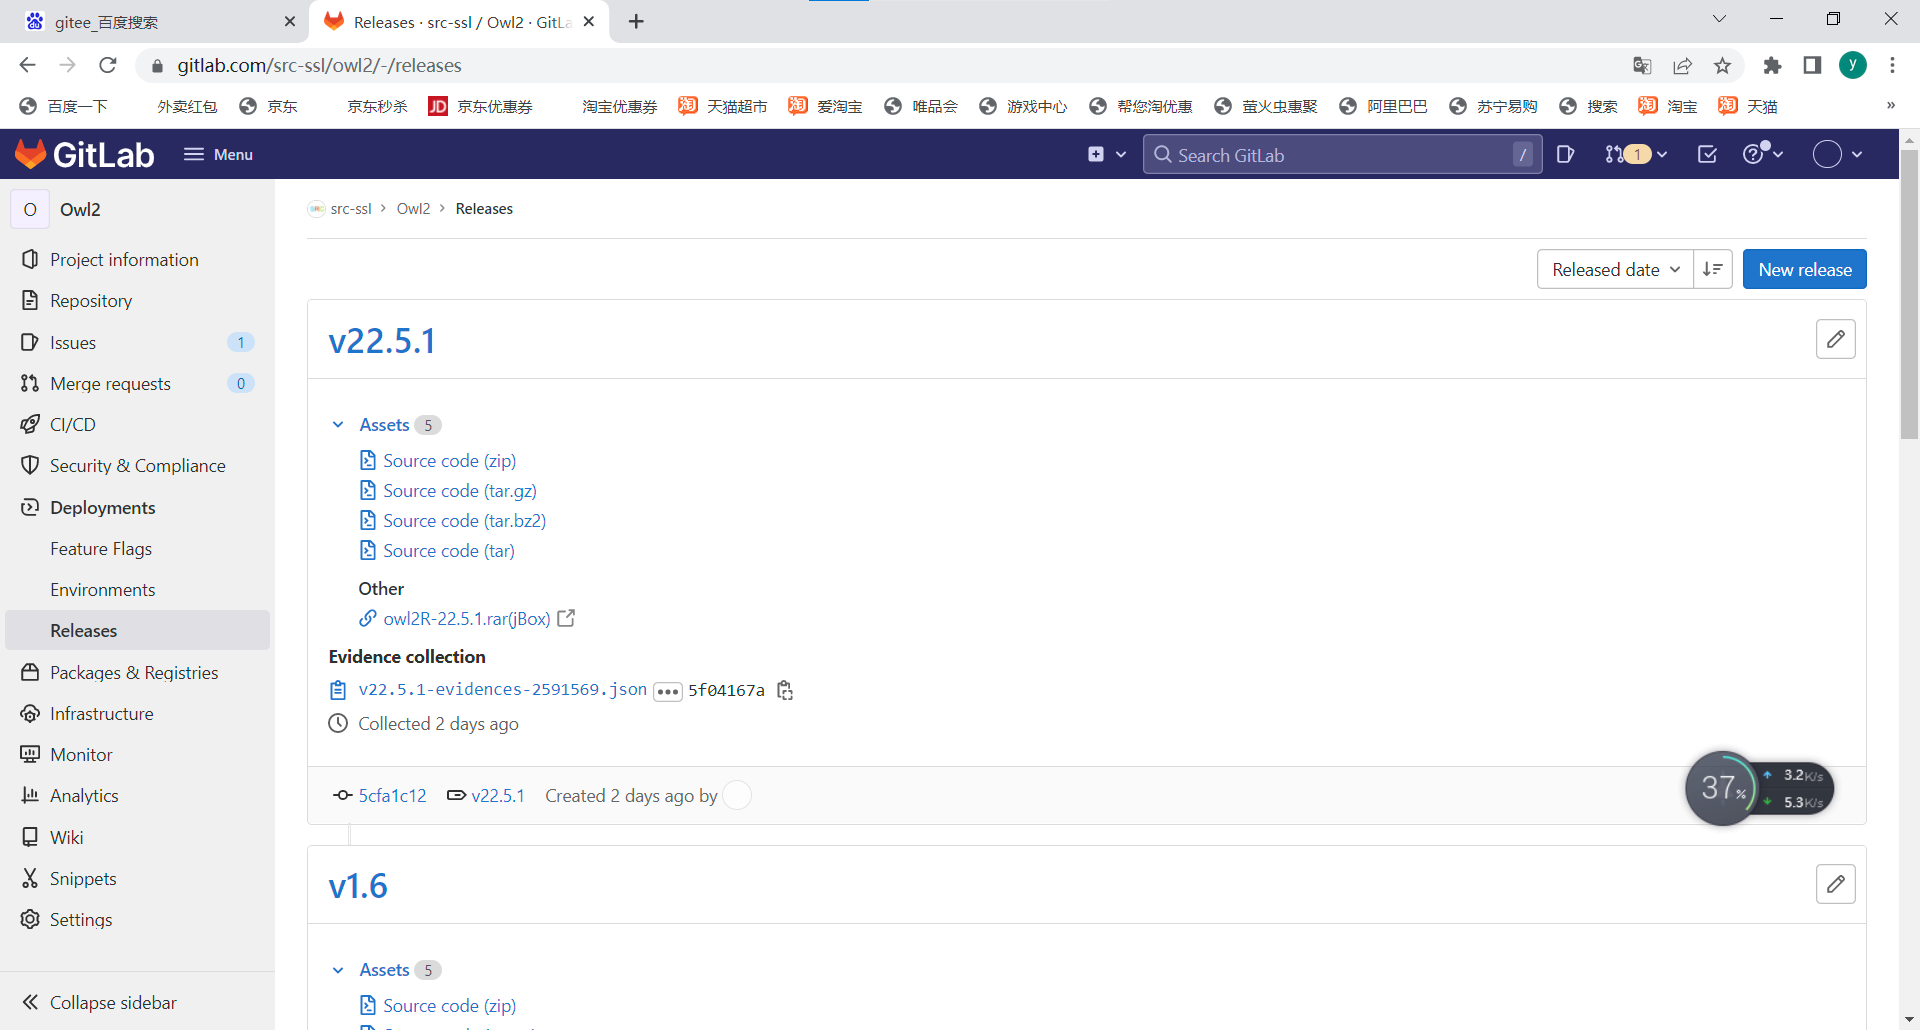 gitee_百度搜索
Releases · src-ssl / Owl2 · GitLa
gitlab.com/src-ssl/owl2/-/releases
y
百度一下 外卖红包 京东 京东秒杀 JD 京东优惠券 淘宝优惠券 淘 天猫超市 淘 爱淘宝 唯品会 游戏中心 帮您淘优惠 萤火虫惠聚 阿里巴巴 苏宁易购 搜索 淘 淘宝 淘 天猫 »
GitLab Menu Search GitLab / 1
O Owl2
Project information
Repository
Issues 1
Merge requests 0
CI/CD
Security & Compliance
Deployments
Feature Flags
Environments
Releases
Packages & Registries
Infrastructure
Monitor
Analytics
Wiki
Snippets
Settings
Collapse sidebar
src-ssl > Owl2 > Releases
Released date
New release
v22.5.1
Assets 5
Source code (zip)
Source code (tar.gz)
Source code (tar.bz2)
Source code (tar)
Other
owl2R-22.5.1.rar(jBox)
Evidence collection
v22.5.1-evidences-2591569.json ••• 5f04167a
Collected 2 days ago
5cfa1c12 v22.5.1 Created 2 days ago by
37%
3.2K/s
5.3K/s
v1.6
Assets 5
Source code (zip)